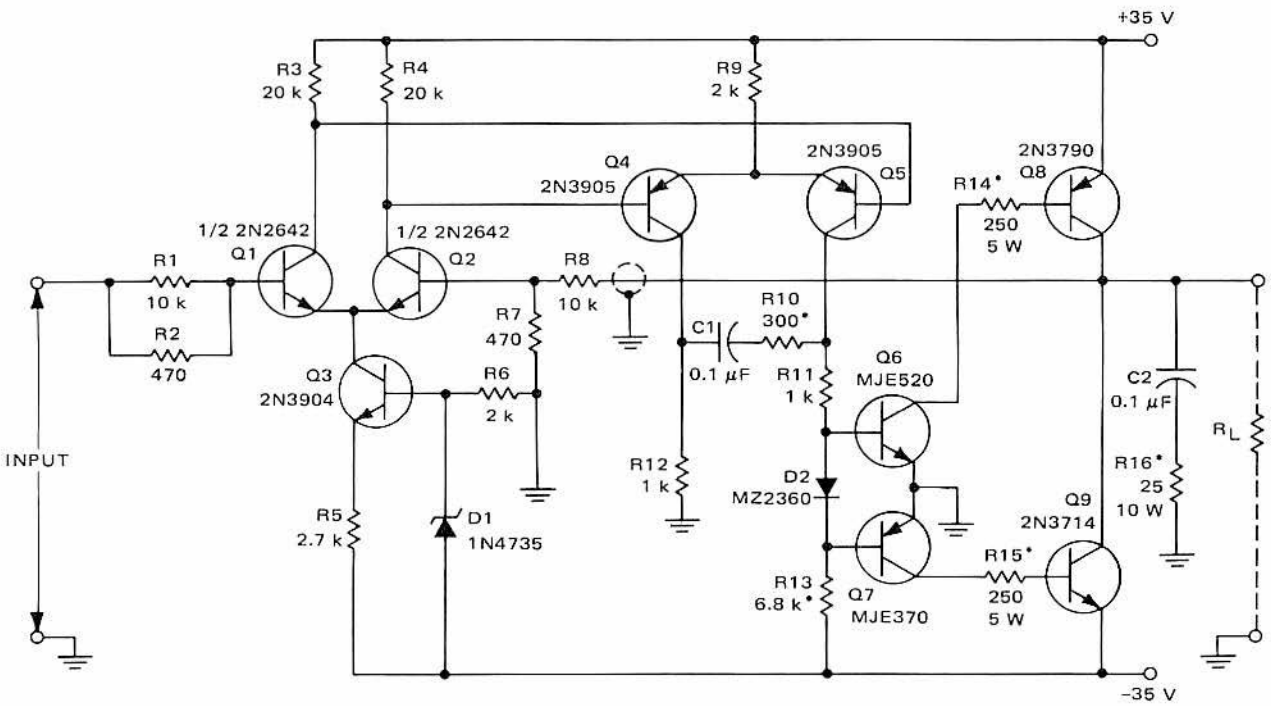 +35 V
R3
20 k
R4
20 k
R9
2 k
Q4
2N3905
2N3905
Q5
2N3790
Q8
R14*
250
5 W
1/2 2N2642
Q1
1/2 2N2642
Q2
R1
10 k
R2
470
R8
10 k
R7
470
R10
300*
C1
0.1 μF
R11
1 k
Q6
MJE520
C2
0.1 μF
Q3
2N3904
R6
2 k
INPUT
R12
1 k
D2
MZ2360
RL
R16*
25
10 W
R5
2.7 k
D1
1N4735
R13
6.8 k*
Q7
MJE370
R15*
250
5 W
Q9
2N3714
–35 V